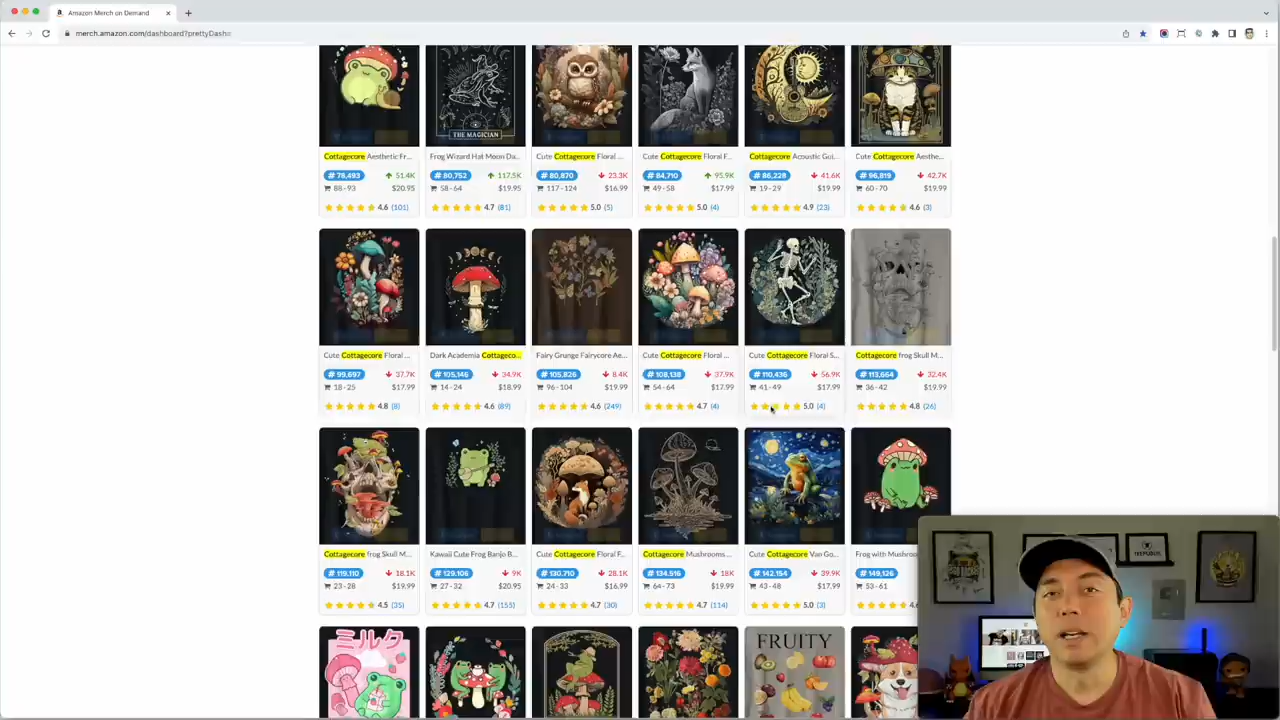 Amazon Merch on Demand
merch.amazon.com/dashboard?prettyDash=
THE MAGICIAN
Cottagecore Aesthetic Fr...
Frog Wizard Hat Moon Da...
Cute Cottagecore Floral ...
Cute Cottagecore Floral F...
Cottagecore Acoustic Gui...
Cute Cottagecore Aesthe...
#78,493 51.4K
#80,752 117.5K
#80,870 23.3K
#84,710 95.9K
#86,228 41.6K
#96,819 42.7K
88 - 93 $20.95
58 - 64 $19.95
117 - 124 $16.99
49 - 58 $17.99
19 - 29 $19.99
60 - 70 $19.99
4.6 (101)
4.7 (81)
5.0 (5)
5.0 (4)
4.9 (23)
4.6 (3)
Cute Cottagecore Floral ...
Dark Academia Cottageco...
Fairy Grunge Fairycore Ae...
Cute Cottagecore Floral ...
Cute Cottagecore Floral S...
Cottagecore frog Skull M...
#99,697 37.7K
#105,146 34.9K
#105,826 8.4K
#108,138 37.9K
#110,436 56.9K
#113,664 32.4K
18 - 25 $17.99
14 - 24 $18.99
96 - 104 $19.99
54 - 64 $17.99
41 - 49 $17.99
36 - 42 $19.99
4.8 (8)
4.6 (89)
4.6 (249)
4.7 (4)
5.0 (4)
4.8 (26)
Cottagecore frog Skull M...
Kawaii Cute Frog Banjo B...
Cute Cottagecore Floral F...
Cottagecore Mushrooms ...
Cute Cottagecore Van Go...
Frog with Mushroo
#119,110 18.1K
#129,106 9K
#130,710 28.1K
#134,516 18K
#142,154 39.9K
#149,126
23 - 28 $19.99
27 - 32 $20.95
24 - 33 $16.99
64 - 73 $19.99
43 - 48 $17.99
53 - 61
4.5 (35)
4.7 (155)
4.7 (30)
4.7 (114)
5.0 (3)
4.6
ミルク
FRUITY
TEEPUBLIC